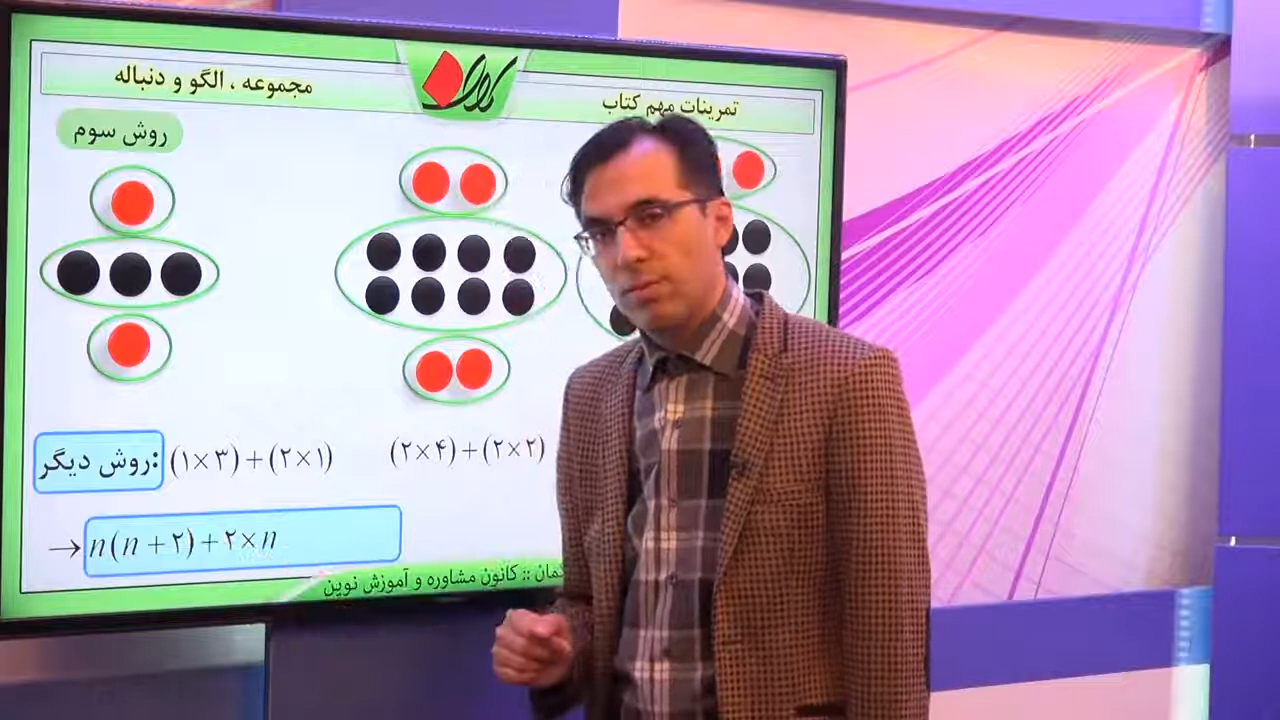 تمرینات مهم کتاب
مجموعه ، الگو و دنباله
روش سوم
روش دیگر: (۱×۳)+(۲×۱) (۲×۴)+(۲×۲)
→ n(n+۲)+۲×n
گمان :: کانون مشاوره و آموزش نوین